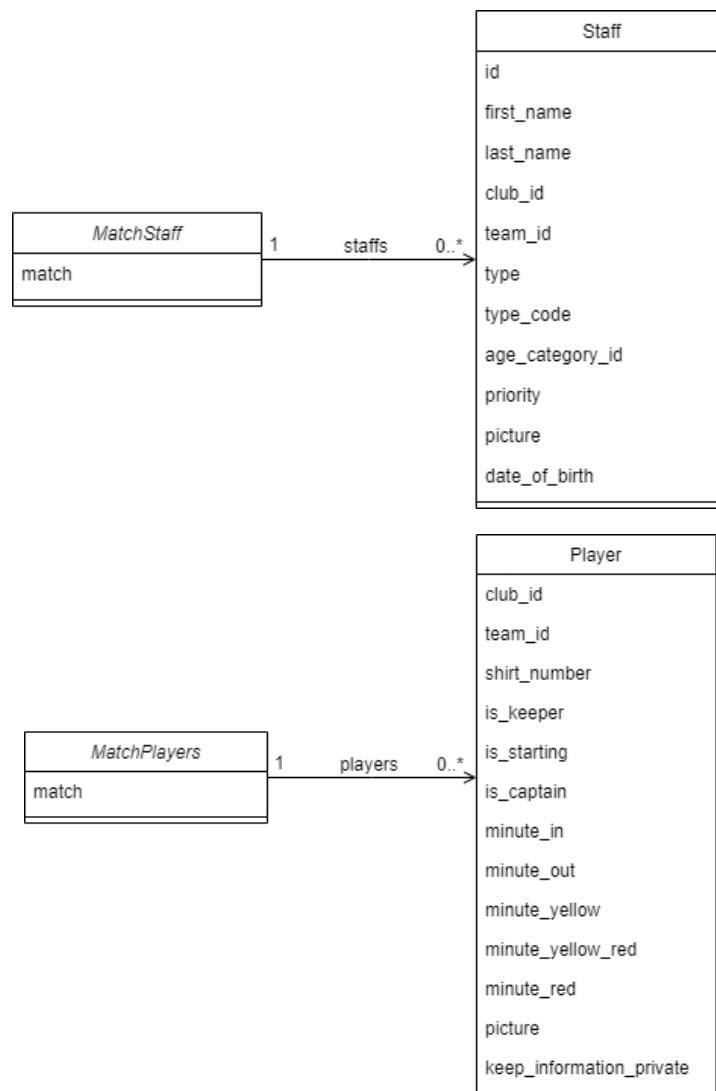 Staff
id
first_name
last_name
club_id
team_id
type
type_code
age_category_id
priority
picture
date_of_birth
MatchStaff
match
1 staffs 0..*
Player
club_id
team_id
shirt_number
is_keeper
is_starting
is_captain
minute_in
minute_out
minute_yellow
minute_yellow_red
minute_red
picture
keep_information_private
MatchPlayers
match
1 players 0..*